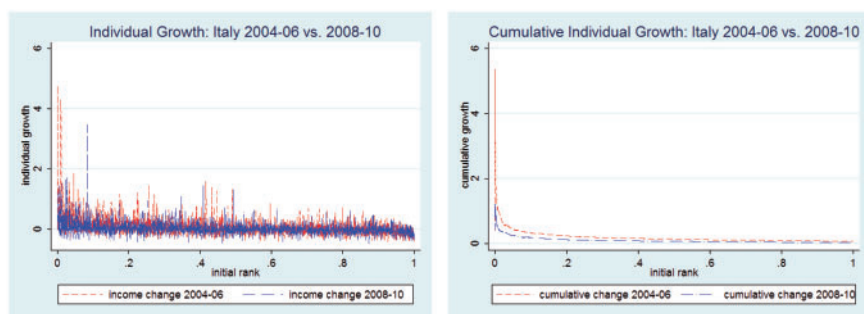 Individual Growth: Italy 2004-06 vs. 2008-10
individual growth
6
4
2
0
0
.2
.4
.6
.8
1
initial rank
income change 2004-06
income change 2008-10
Cumulative Individual Growth: Italy 2004-06 vs. 2008-10
cumulative growth
6
4
2
0
0
.2
.4
.6
.8
1
initial rank
cumulative change 2004-06
cumulative change 2008-10